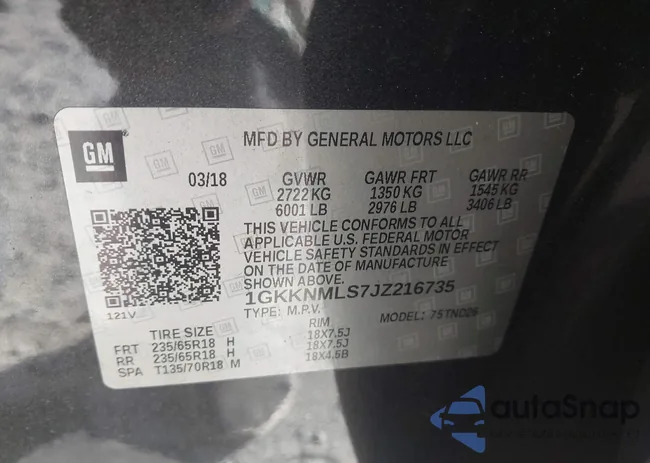 GM
MFD BY GENERAL MOTORS LLC
03/18 GVWR GAWR FRT GAWR RR
2722 KG 1350 KG 1545 KG
6001 LB 2976 LB 3406 LB
THIS VEHICLE CONFORMS TO ALL
APPLICABLE U.S. FEDERAL MOTOR
VEHICLE SAFETY STANDARDS IN EFFECT
ON THE DATE OF MANUFACTURE
SHOWN ABOVE.
1GKKNMLS7JZ216735
TYPE: M.P.V. MODEL: 75TND26
121V
TIRE SIZE RIM
FRT 235/65R18 H 18X7.5J
RR 235/65R18 H 18X7.5J
SPA T135/70R18 M 18X4.5B
autoSnap